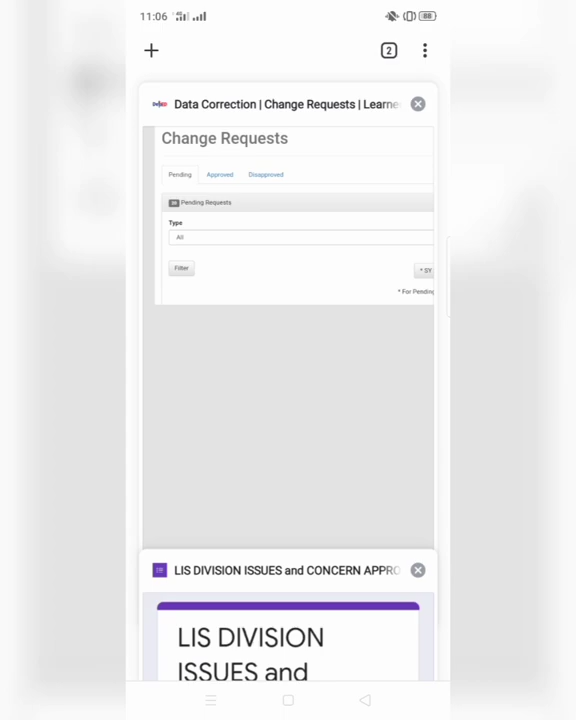 11:06
88
2
Data Correction | Change Requests | Learne
Change Requests
Pending Approved Disapproved
Pending Requests
Type
All
Filter
* SY
* For Pending
LIS DIVISION ISSUES and CONCERN APPRO
LIS DIVISION
ISSUES and